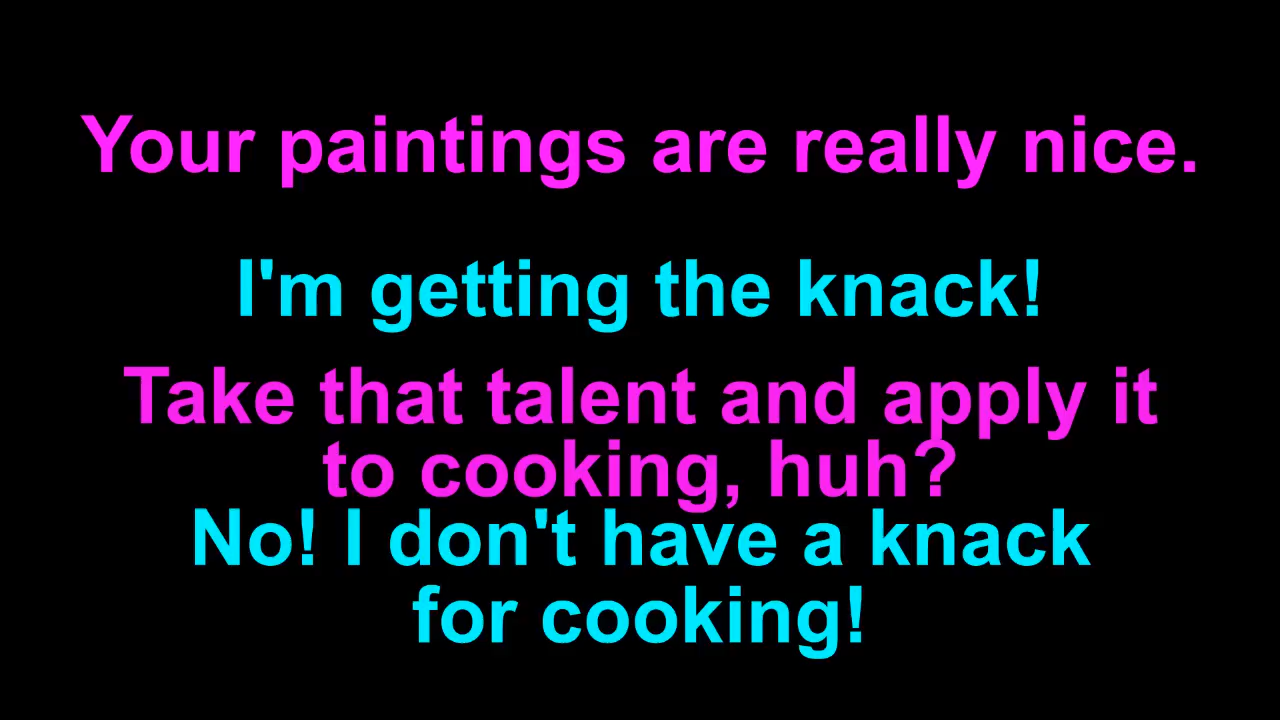 Your paintings are really nice.
I'm getting the knack!
Take that talent and apply it
to cooking, huh?
No! I don't have a knack
for cooking!